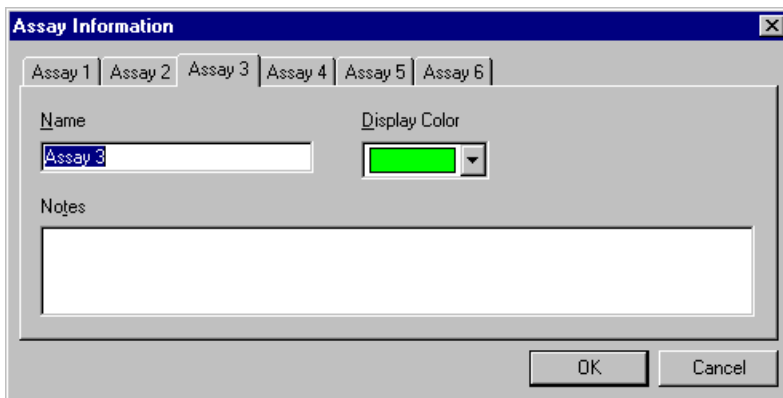 Assay Information
Assay 1 Assay 2 Assay 3 Assay 4 Assay 5 Assay 6
Name Display Color
Assay 3
Notes
OK Cancel